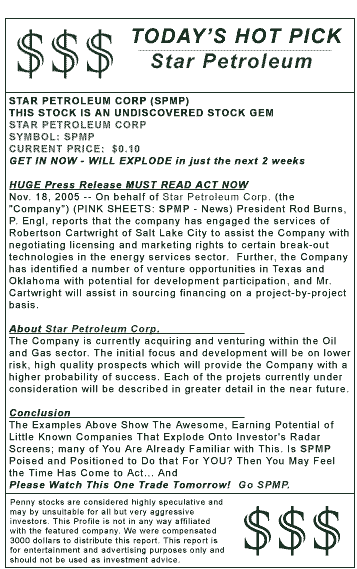 $$$ TODAY'S HOT PICK
Star Petroleum
STAR PETROLEUM CORP (SPMP)
THIS STOCK IS AN UNDISCOVERED STOCK GEM
STAR PETROLEUM CORP
SYMBOL: SPMP
CURRENT PRICE:  $0.10
GET IN NOW - WILL EXPLODE in just the next 2 weeks
HUGE Press Release MUST READ ACT NOW
Nov. 18, 2005 -- On behalf of Star Petroleum Corp. (the
"Company") (PINK SHEETS: SPMP - News) President Rod Burns,
P. Engl, reports that the company has engaged the services of
Robertson Cartwright of Salt Lake City to assist the Company with
negotiating licensing and marketing rights to certain break-out
technologies in the energy services sector.  Further, the Company
has identified a number of venture opportunities in Texas and
Oklahoma with potential for development participation, and Mr.
Cartwright will assist in sourcing financing on a project-by-project
basis.
About Star Petroleum Corp.
The Company is currently acquiring and venturing within the Oil
and Gas sector. The initial focus and development will be on lower
risk, high quality prospects which will provide the Company with a
higher probability of success. Each of the projets currently under
consideration will be described in greater detail in the near future.
Conclusion
The Examples Above Show The Awesome, Earning Potential of
Little Known Companies That Explode Onto Investor's Radar
Screens; many of You Are Already Familiar with This. Is SPMP
Poised and Positioned to Do that For YOU? Then You May Feel
the Time Has Come to Act... And
Please Watch This One Trade Tomorrow!  Go SPMP.
Penny stocks are considered highly speculative and
may by unsuitable for all but very aggressive
investors. This Profile is not in any way affiliated
with the featured company. We were compensated
3000 dollars to distribute this report. This report is
for entertainment and advertising purposes only and
should not be used as investment advice.
$$$